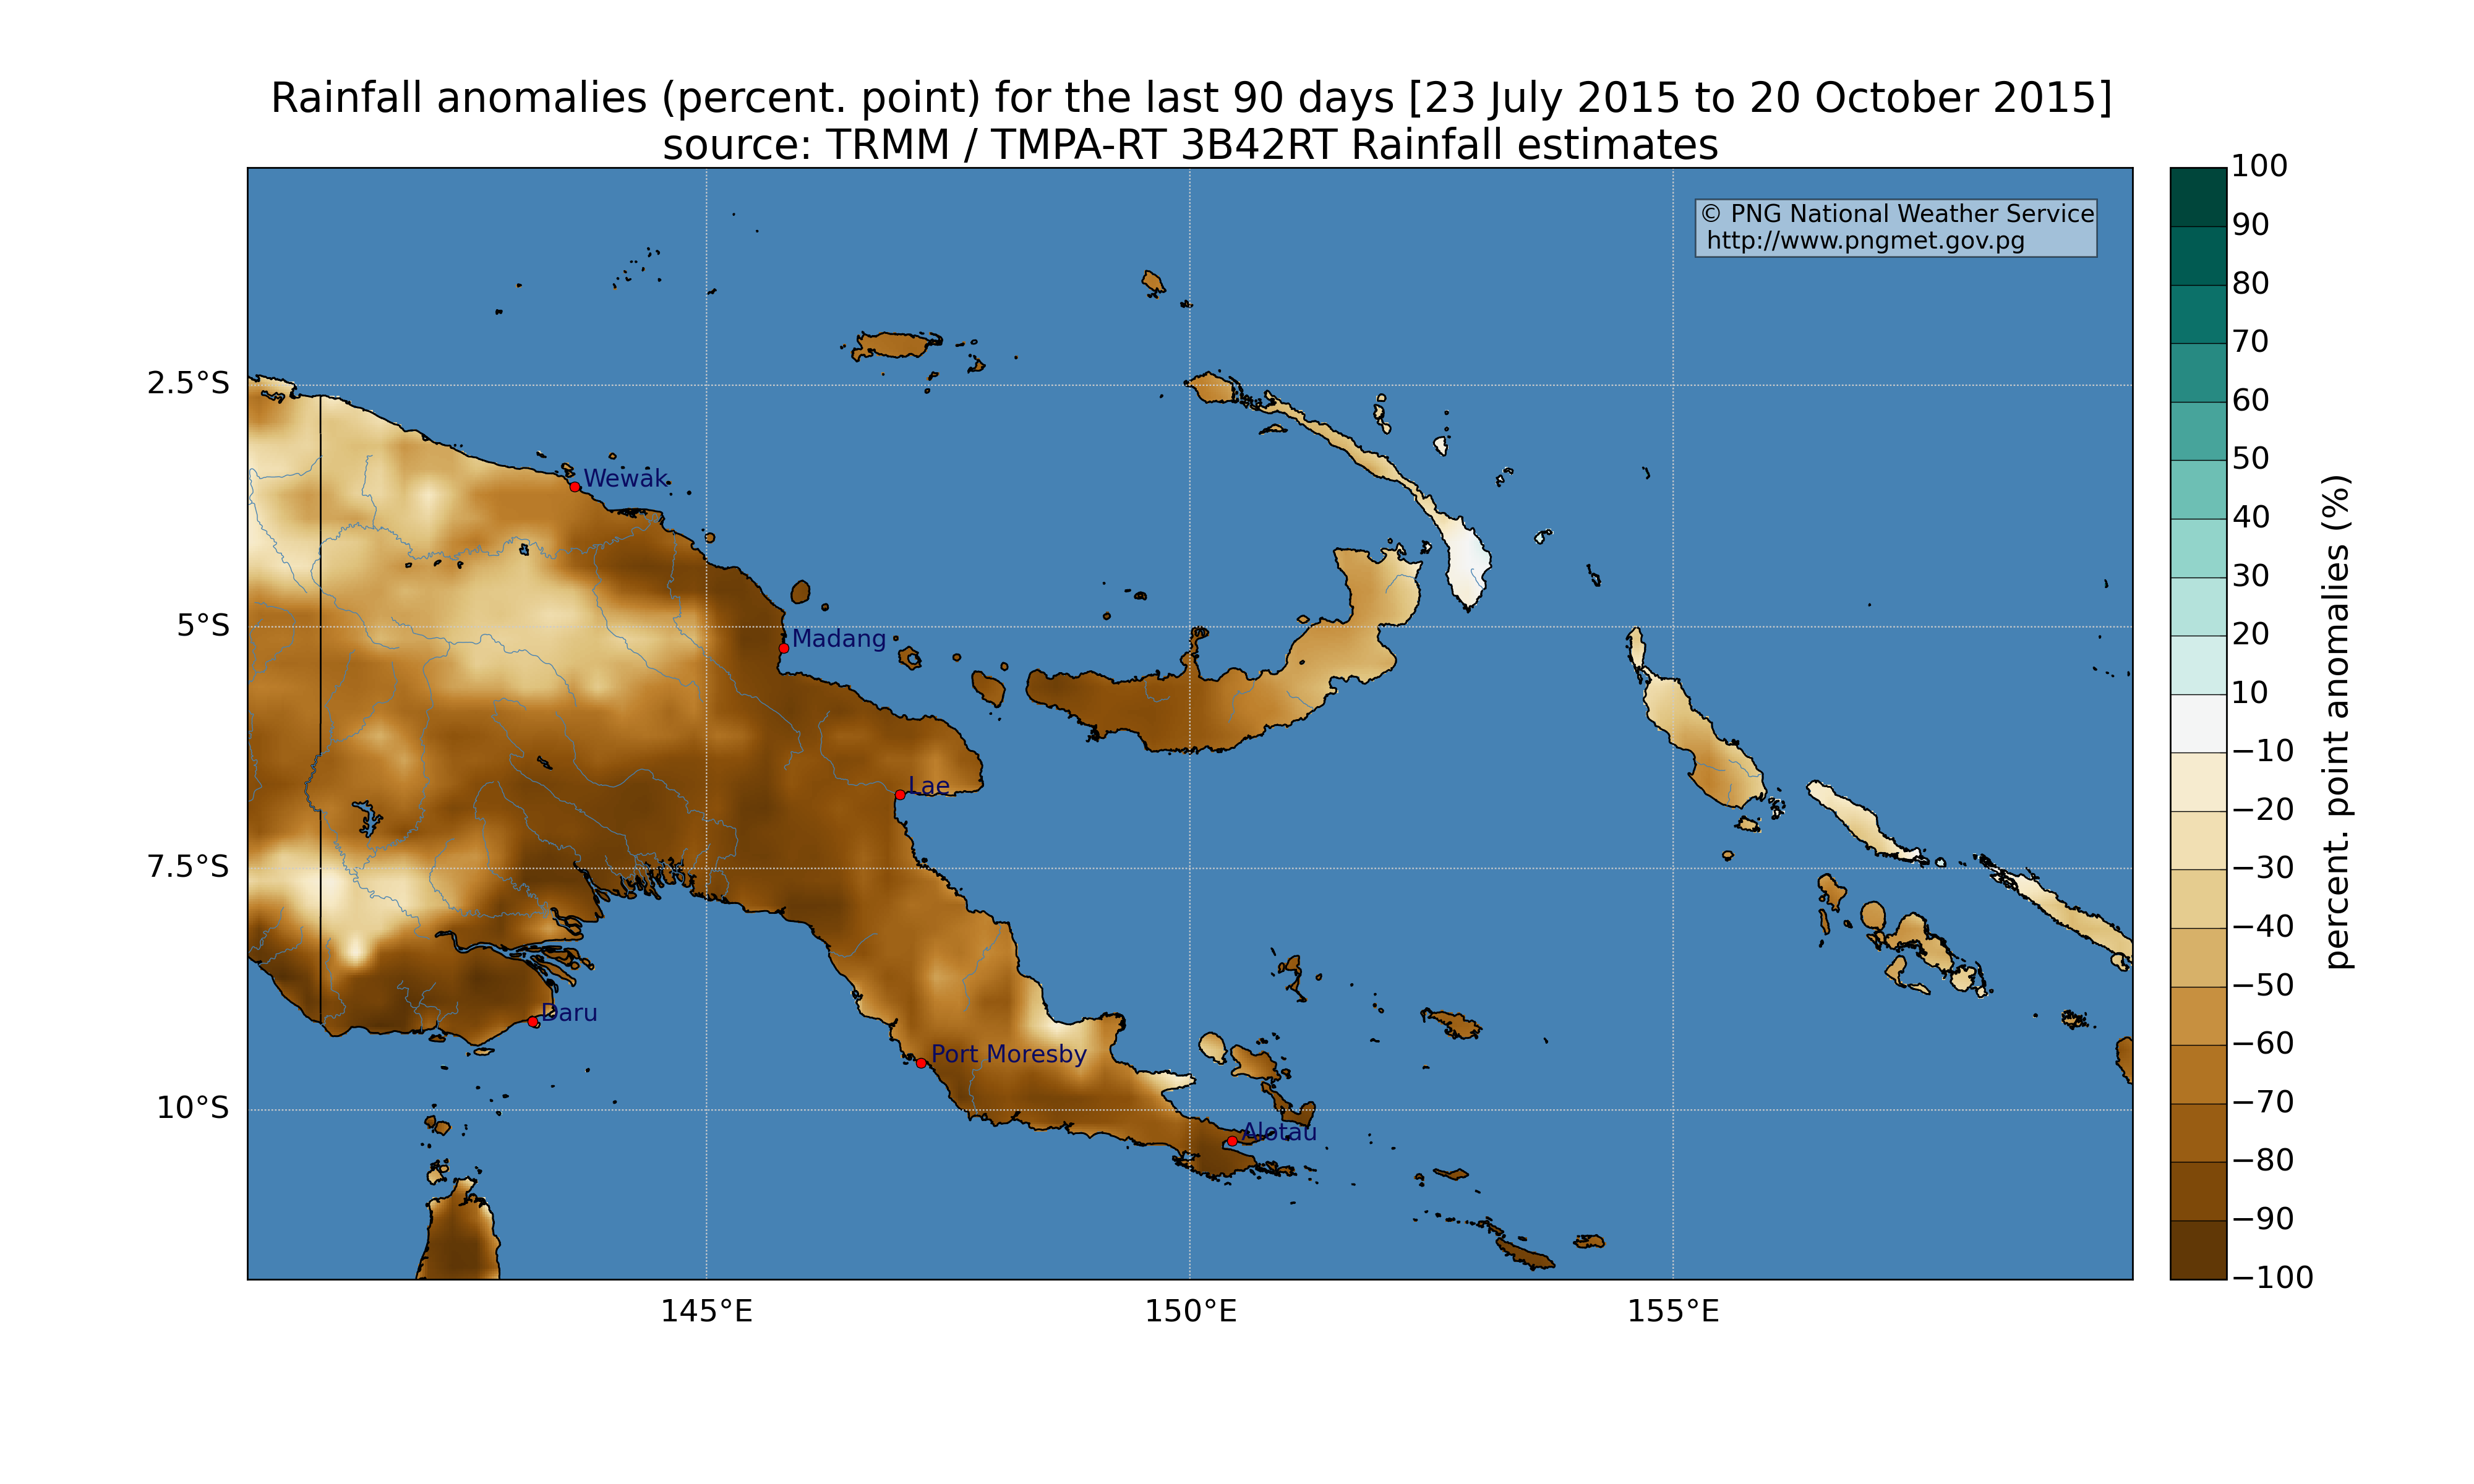 Rainfall anomalies (percent. point) for the last 90 days [23 July 2015 to 20 October 2015]
source: TRMM / TMPA-RT 3B42RT Rainfall estimates
© PNG National Weather Service
http://www.pngmet.gov.pg
2.5°S
5°S
7.5°S
10°S
Wewak
Madang
Lae
Daru
Port Moresby
Alotau
145°E
150°E
155°E
100
90
80
70
60
50
40
30
20
10
−10
−20
−30
−40
−50
−60
−70
−80
−90
−100
percent. point anomalies (%)